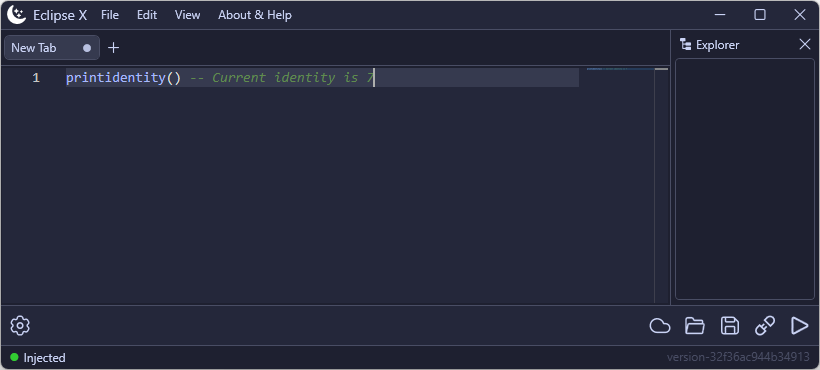 Eclipse X File Edit View About & Help
New Tab
Explorer
1 printidentity() -- Current identity is 7
Injected
version-32f36ac944b34913